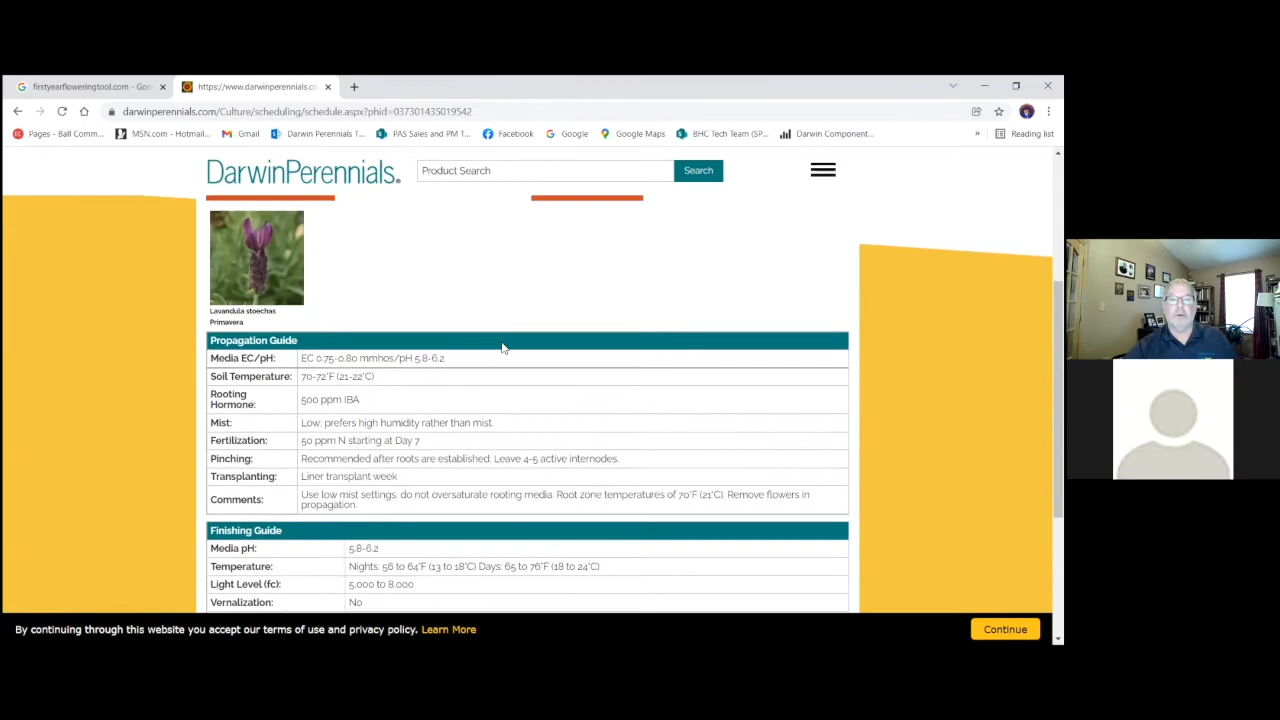 firstyearfloweringtool.com - Goo
https://www.darwinperennials.co
darwinperennials.com/Culture/scheduling/schedule.aspx?phid=037301435019542
Pages - Ball Comm...
MSN.com - Hotmail...
Gmail
Darwin Perennials T...
PAS Sales and PM T...
Facebook
Google
Google Maps
BHC Tech Team (SP...
Darwin Component...
»
Reading list
DarwinPerennials.
Product Search
Search
Lavandula stoechas
Primavera
Propagation Guide
Media EC/pH: EC 0.75-0.80 mmhos/pH 5.8-6.2
Soil Temperature: 70-72°F (21-22°C)
Rooting
Hormone: 500 ppm IBA
Mist: Low, prefers high humidity rather than mist.
Fertilization: 50 ppm N starting at Day 7
Pinching: Recommended after roots are established. Leave 4-5 active internodes.
Transplanting: Liner transplant week
Comments: Use low mist settings, do not oversaturate rooting media. Root zone temperatures of 70°F (21°C). Remove flowers in
propagation.
Finishing Guide
Media pH: 5.8-6.2
Temperature: Nights: 56 to 64°F (13 to 18°C) Days: 65 to 76°F (18 to 24°C)
Light Level (fc): 5,000 to 8,000
Vernalization: No
By continuing through this website you accept our terms of use and privacy policy. Learn More
Continue